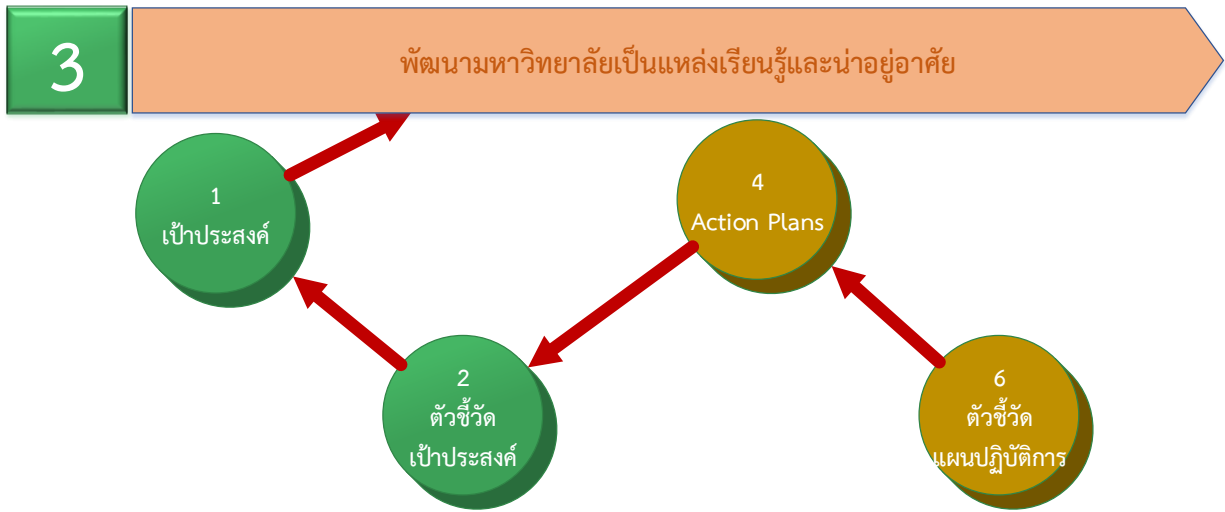 3
พัฒนามหาวิทยาลัยเป็นแหล่งเรียนรู้และน่าอยู่อาศัย
1
เป้าประสงค์
4
Action Plans
2
ตัวชี้วัด
เป้าประสงค์
6
ตัวชี้วัด
แผนปฏิบัติการ